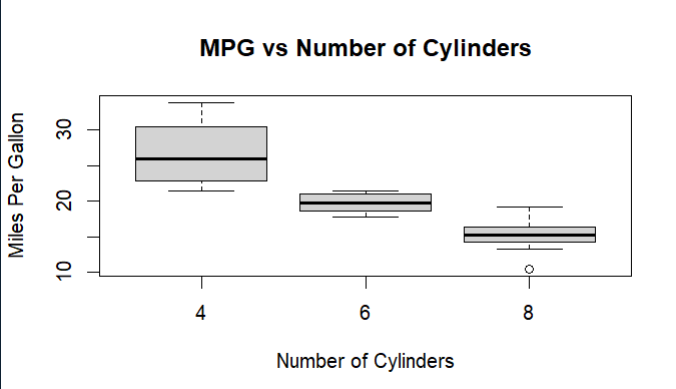 MPG vs Number of Cylinders
Miles Per Gallon
30
20
10
4 6 8
Number of Cylinders